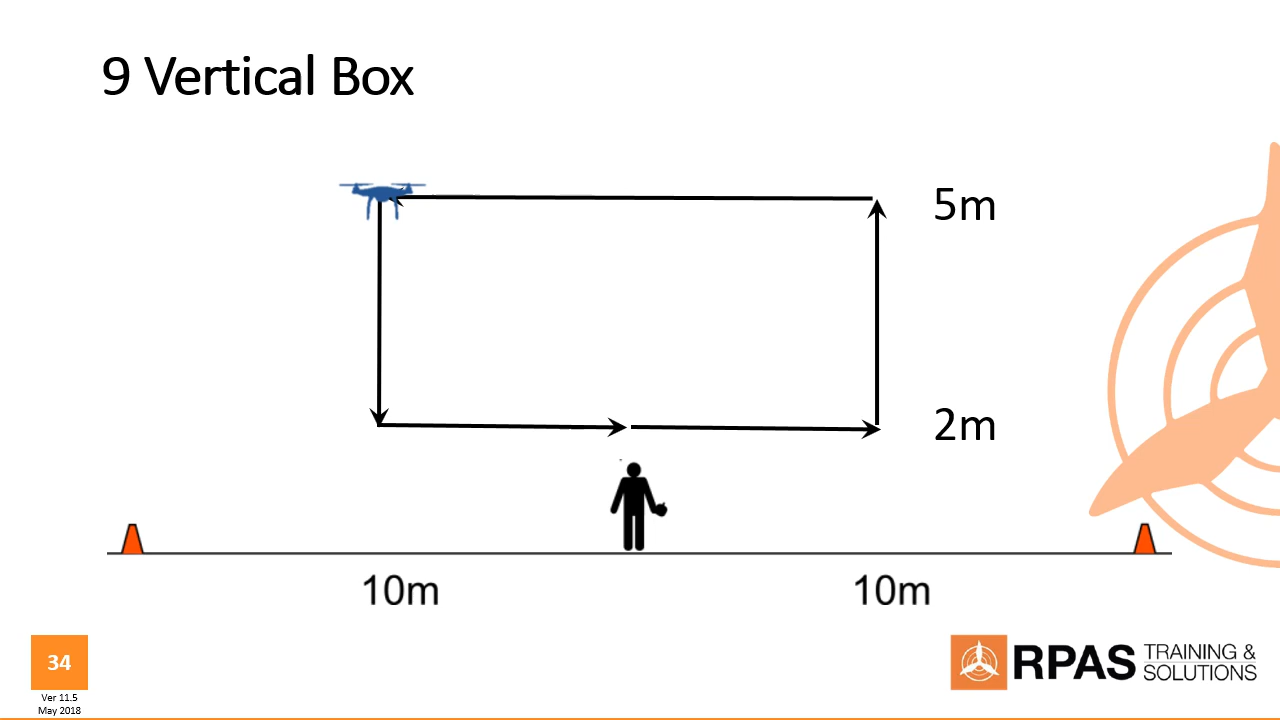 9 Vertical Box
5m
2m
10m 10m
34
Ver 11.5
May 2018
RPAS TRAINING &
SOLUTIONS